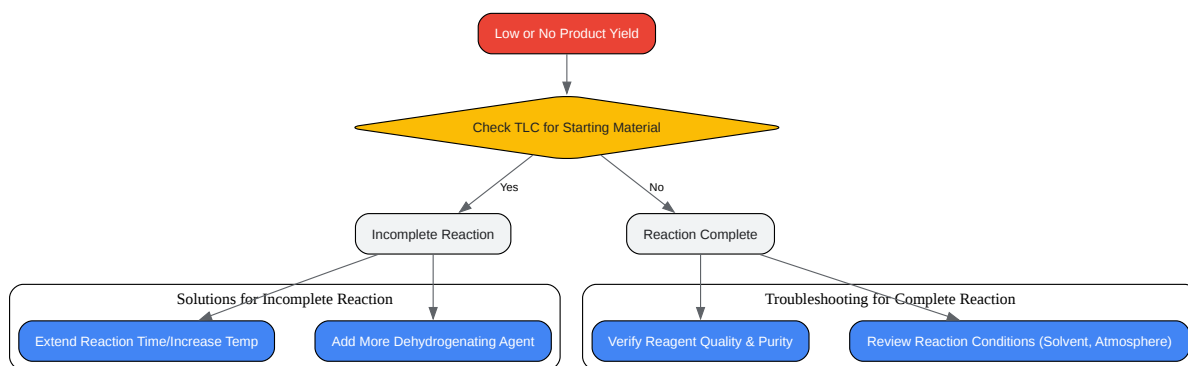 Low or No Product Yield
Check TLC for Starting Material
Yes
No
Incomplete Reaction
Reaction Complete
Solutions for Incomplete Reaction
Troubleshooting for Complete Reaction
Extend Reaction Time/Increase Temp
Add More Dehydrogenating Agent
Verify Reagent Quality & Purity
Review Reaction Conditions (Solvent, Atmosphere)